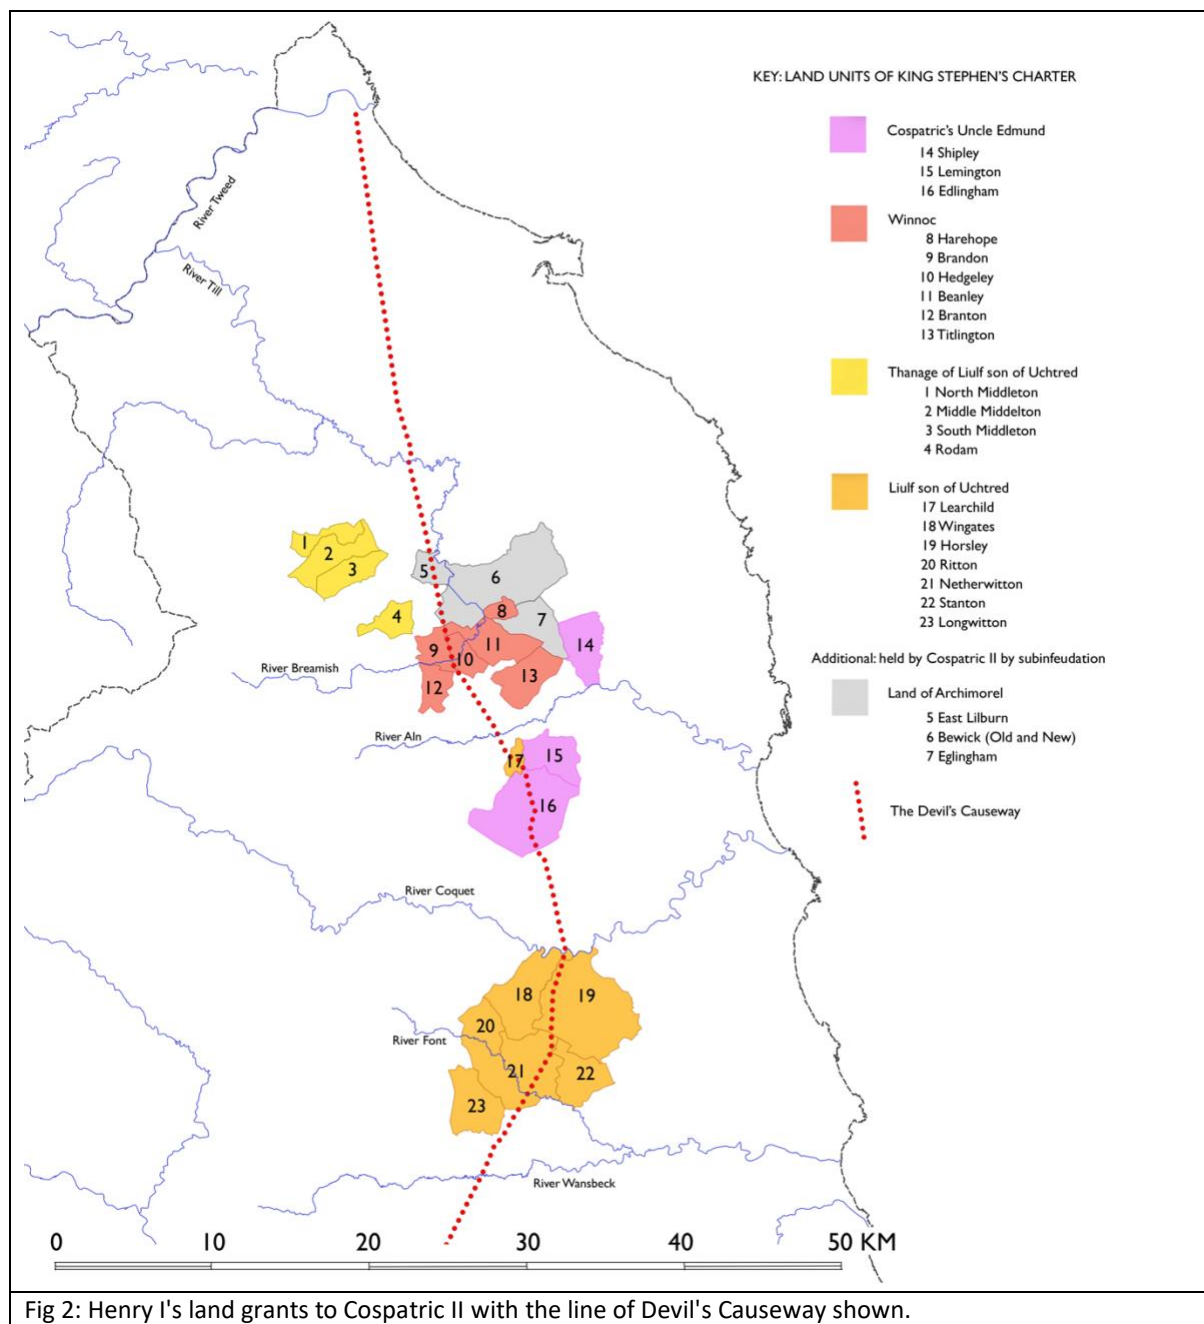 KEY: LAND UNITS OF KING STEPHEN'S CHARTER
Cospatric's Uncle Edmund
14 Shipley
15 Lemington
16 Edlingham
Winnoc
8 Harehope
9 Brandon
10 Hedgeley
11 Beanley
12 Branton
13 Titlington
Thanage of Liulf son of Uchtred
1 North Middleton
2 Middle Middelton
3 South Middleton
4 Rodam
Liulf son of Uchtred
17 Learchild
18 Wingates
19 Horsley
20 Ritton
21 Netherwitton
22 Stanton
23 Longwitton
Additional: held by Cospatric II by subinfeudation
Land of Archimorel
5 East Lilburn
6 Bewick (Old and New)
7 Eglingham
The Devil's Causeway
River Tweed
River Till
1
2
3
4
5
6
7
8
9
10
11
12
13
14
River Breamish
River Aln
15
16
17
River Coquet
18
19
20
21
22
23
River Font
River Wansbeck
0 10 20 30 40 50 KM
Fig 2: Henry I's land grants to Cospatric II with the line of Devil's Causeway shown.